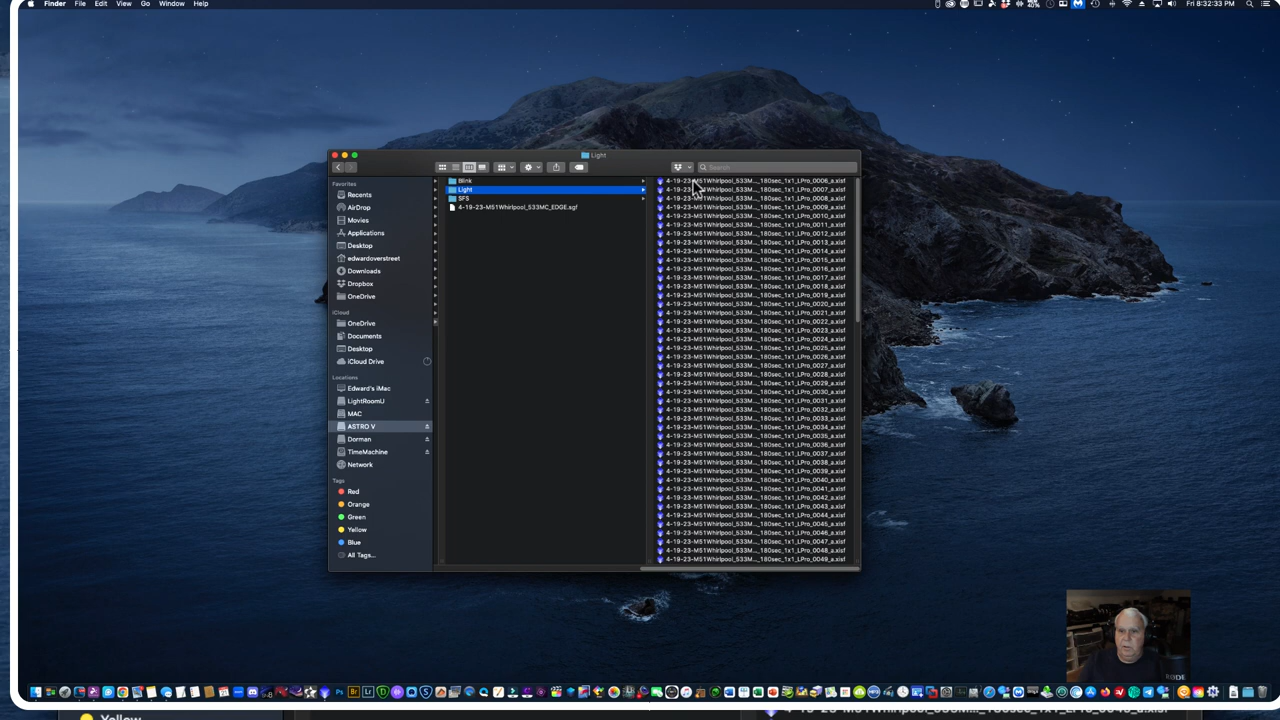 Finder File Edit View Go Window Help
Fri 8:32:33 PM
Light
Search
Favorites
Recents
AirDrop
Movies
Applications
Desktop
edwardoverstreet
Downloads
Dropbox
OneDrive
iCloud
OneDrive
Documents
Desktop
iCloud Drive
Locations
Edward's iMac
LightRoomU
MAC
ASTRO V
Dorman
TimeMachine
Network
Tags
Red
Orange
Green
Yellow
Blue
All Tags...
Blink
Light
SFS
4-19-23-M51Whirlpool_533MC_EDGE.sgf
4-19-23-M51Whirlpool_533M..._180sec_1x1_LPro_0006_a.xisf
4-19-23-M51Whirlpool_533M..._180sec_1x1_LPro_0007_a.xisf
4-19-23-M51Whirlpool_533M..._180sec_1x1_LPro_0008_a.xisf
4-19-23-M51Whirlpool_533M..._180sec_1x1_LPro_0009_a.xisf
4-19-23-M51Whirlpool_533M..._180sec_1x1_LPro_0010_a.xisf
4-19-23-M51Whirlpool_533M..._180sec_1x1_LPro_0011_a.xisf
4-19-23-M51Whirlpool_533M..._180sec_1x1_LPro_0012_a.xisf
4-19-23-M51Whirlpool_533M..._180sec_1x1_LPro_0013_a.xisf
4-19-23-M51Whirlpool_533M..._180sec_1x1_LPro_0014_a.xisf
4-19-23-M51Whirlpool_533M..._180sec_1x1_LPro_0015_a.xisf
4-19-23-M51Whirlpool_533M..._180sec_1x1_LPro_0016_a.xisf
4-19-23-M51Whirlpool_533M..._180sec_1x1_LPro_0017_a.xisf
4-19-23-M51Whirlpool_533M..._180sec_1x1_LPro_0018_a.xisf
4-19-23-M51Whirlpool_533M..._180sec_1x1_LPro_0019_a.xisf
4-19-23-M51Whirlpool_533M..._180sec_1x1_LPro_0020_a.xisf
4-19-23-M51Whirlpool_533M..._180sec_1x1_LPro_0021_a.xisf
4-19-23-M51Whirlpool_533M..._180sec_1x1_LPro_0022_a.xisf
4-19-23-M51Whirlpool_533M..._180sec_1x1_LPro_0023_a.xisf
4-19-23-M51Whirlpool_533M..._180sec_1x1_LPro_0024_a.xisf
4-19-23-M51Whirlpool_533M..._180sec_1x1_LPro_0025_a.xisf
4-19-23-M51Whirlpool_533M..._180sec_1x1_LPro_0026_a.xisf
4-19-23-M51Whirlpool_533M..._180sec_1x1_LPro_0027_a.xisf
4-19-23-M51Whirlpool_533M..._180sec_1x1_LPro_0028_a.xisf
4-19-23-M51Whirlpool_533M..._180sec_1x1_LPro_0029_a.xisf
4-19-23-M51Whirlpool_533M..._180sec_1x1_LPro_0030_a.xisf
4-19-23-M51Whirlpool_533M..._180sec_1x1_LPro_0031_a.xisf
4-19-23-M51Whirlpool_533M..._180sec_1x1_LPro_0032_a.xisf
4-19-23-M51Whirlpool_533M..._180sec_1x1_LPro_0033_a.xisf
4-19-23-M51Whirlpool_533M..._180sec_1x1_LPro_0034_a.xisf
4-19-23-M51Whirlpool_533M..._180sec_1x1_LPro_0035_a.xisf
4-19-23-M51Whirlpool_533M..._180sec_1x1_LPro_0036_a.xisf
4-19-23-M51Whirlpool_533M..._180sec_1x1_LPro_0037_a.xisf
4-19-23-M51Whirlpool_533M..._180sec_1x1_LPro_0038_a.xisf
4-19-23-M51Whirlpool_533M..._180sec_1x1_LPro_0039_a.xisf
4-19-23-M51Whirlpool_533M..._180sec_1x1_LPro_0040_a.xisf
4-19-23-M51Whirlpool_533M..._180sec_1x1_LPro_0041_a.xisf
4-19-23-M51Whirlpool_533M..._180sec_1x1_LPro_0042_a.xisf
4-19-23-M51Whirlpool_533M..._180sec_1x1_LPro_0043_a.xisf
4-19-23-M51Whirlpool_533M..._180sec_1x1_LPro_0044_a.xisf
4-19-23-M51Whirlpool_533M..._180sec_1x1_LPro_0045_a.xisf
4-19-23-M51Whirlpool_533M..._180sec_1x1_LPro_0046_a.xisf
4-19-23-M51Whirlpool_533M..._180sec_1x1_LPro_0047_a.xisf
4-19-23-M51Whirlpool_533M..._180sec_1x1_LPro_0048_a.xisf
4-19-23-M51Whirlpool_533M..._180sec_1x1_LPro_0049_a.xisf
RODE
Ps Br Lr
Yellow